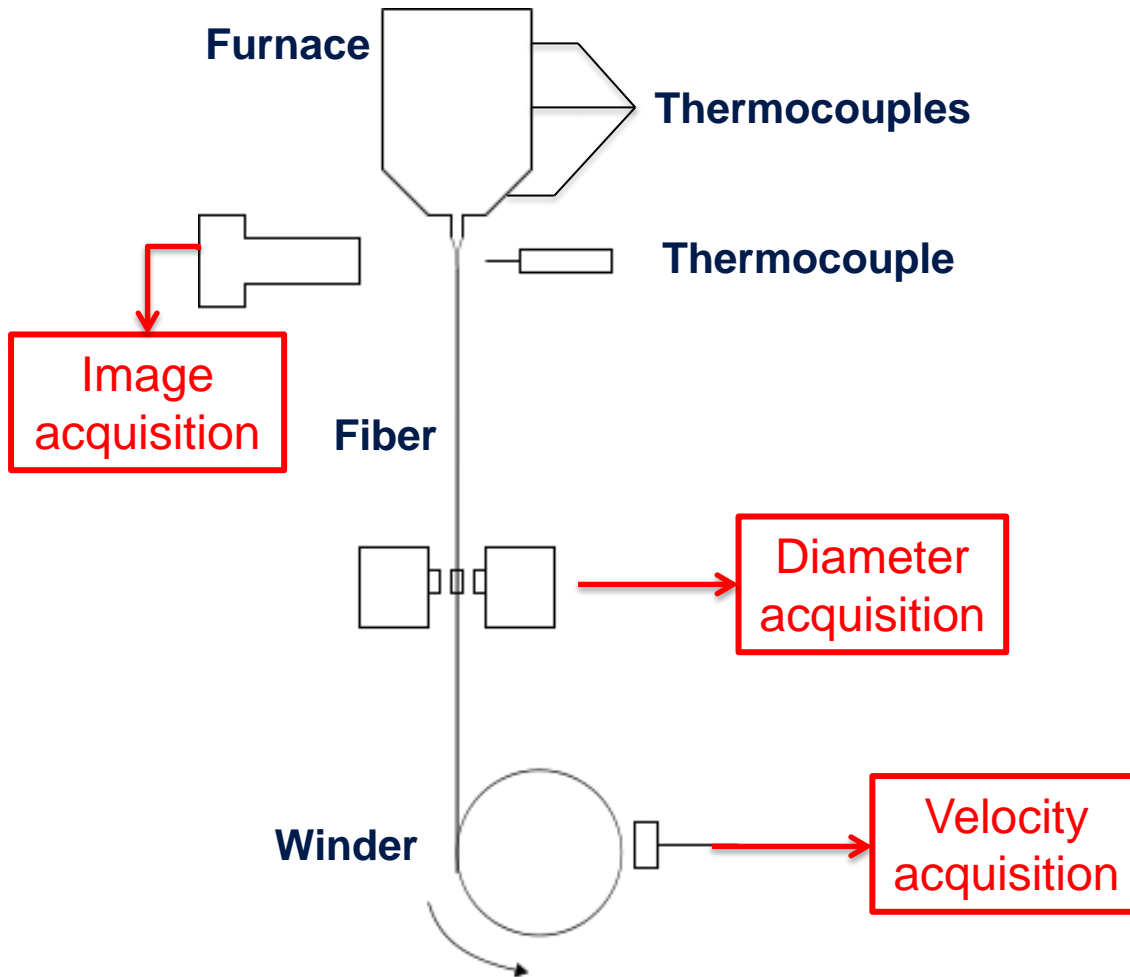 Furnace
Thermocouples
Thermocouple
Image
acquisition
Fiber
Diameter
acquisition
Winder
Velocity
acquisition